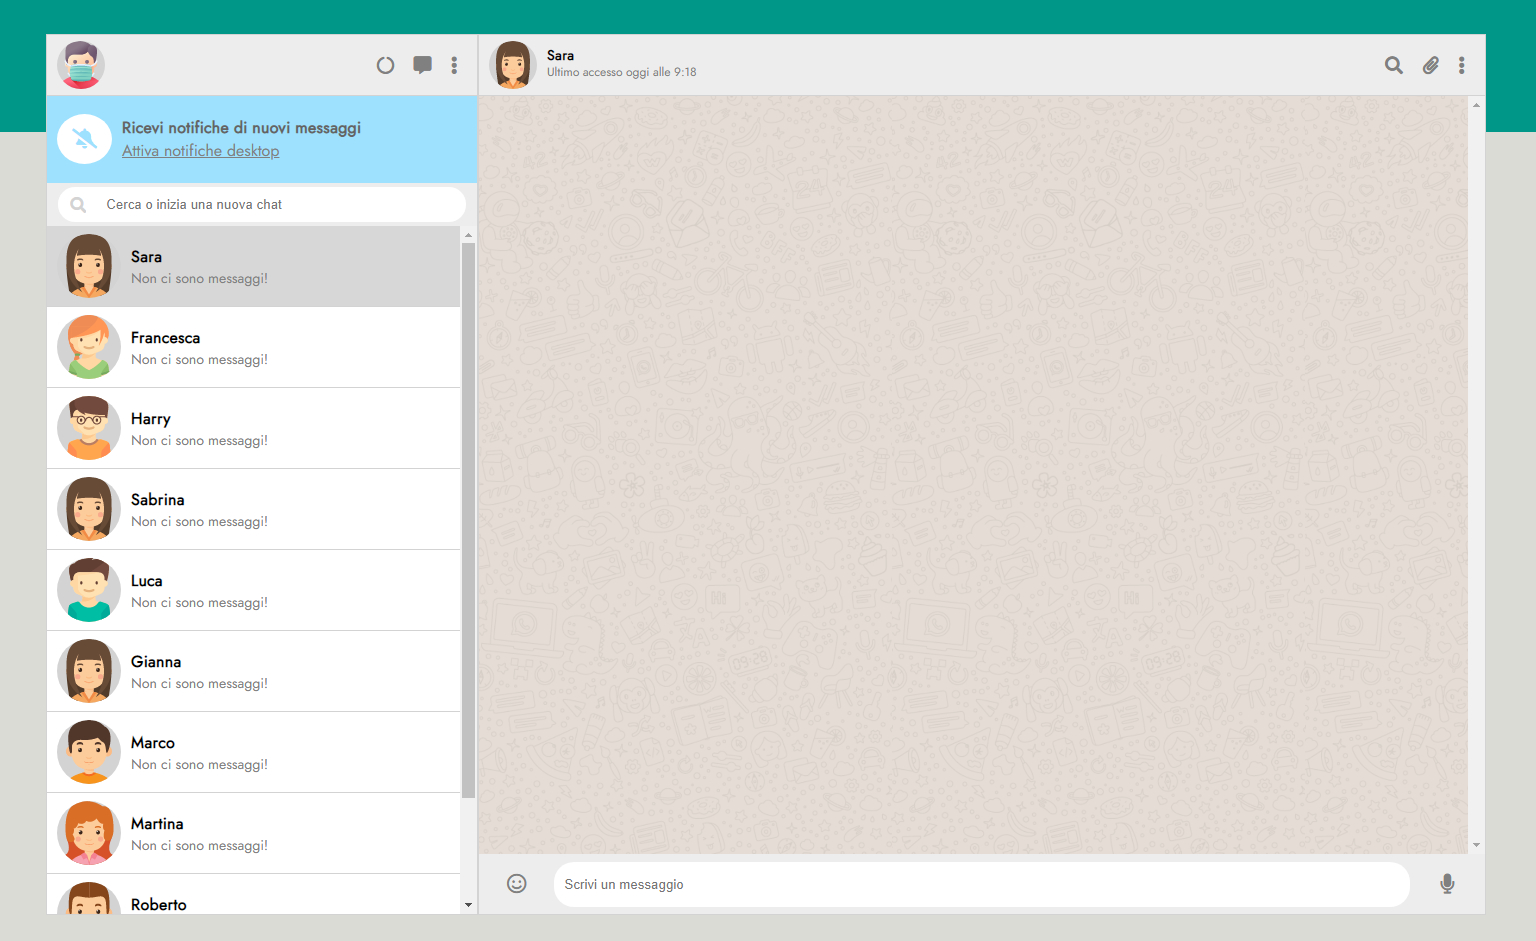 Ricevi notifiche di nuovi messaggi
Attiva notifiche desktop
Cerca o inizia una nuova chat
Sara
Non ci sono messaggi!
Francesca
Non ci sono messaggi!
Harry
Non ci sono messaggi!
Sabrina
Non ci sono messaggi!
Luca
Non ci sono messaggi!
Gianna
Non ci sono messaggi!
Marco
Non ci sono messaggi!
Martina
Non ci sono messaggi!
Roberto
Sara
Ultimo accesso oggi alle 9:18
Scrivi un messaggio